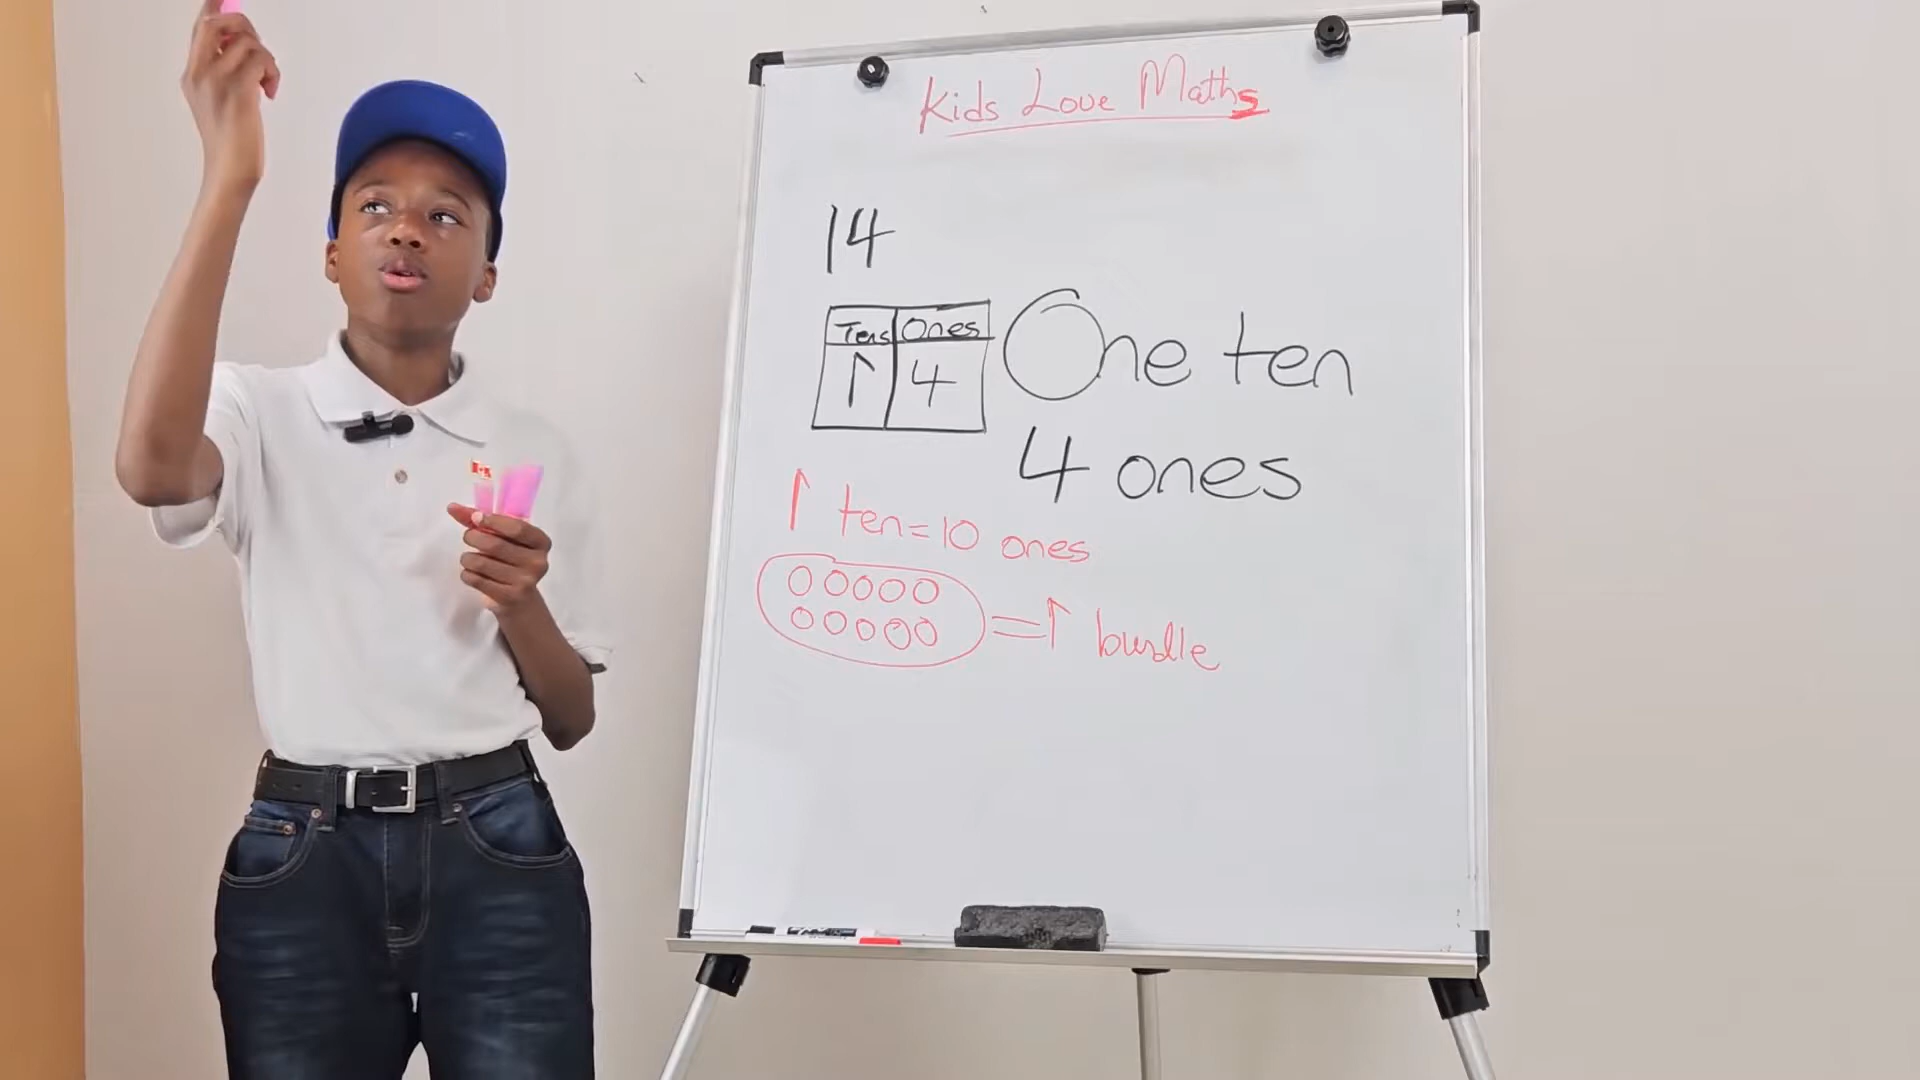 Kids Love Maths
14
Tens Ones
1 4
One ten
4 ones
1 ten=10 ones
=1 bundle